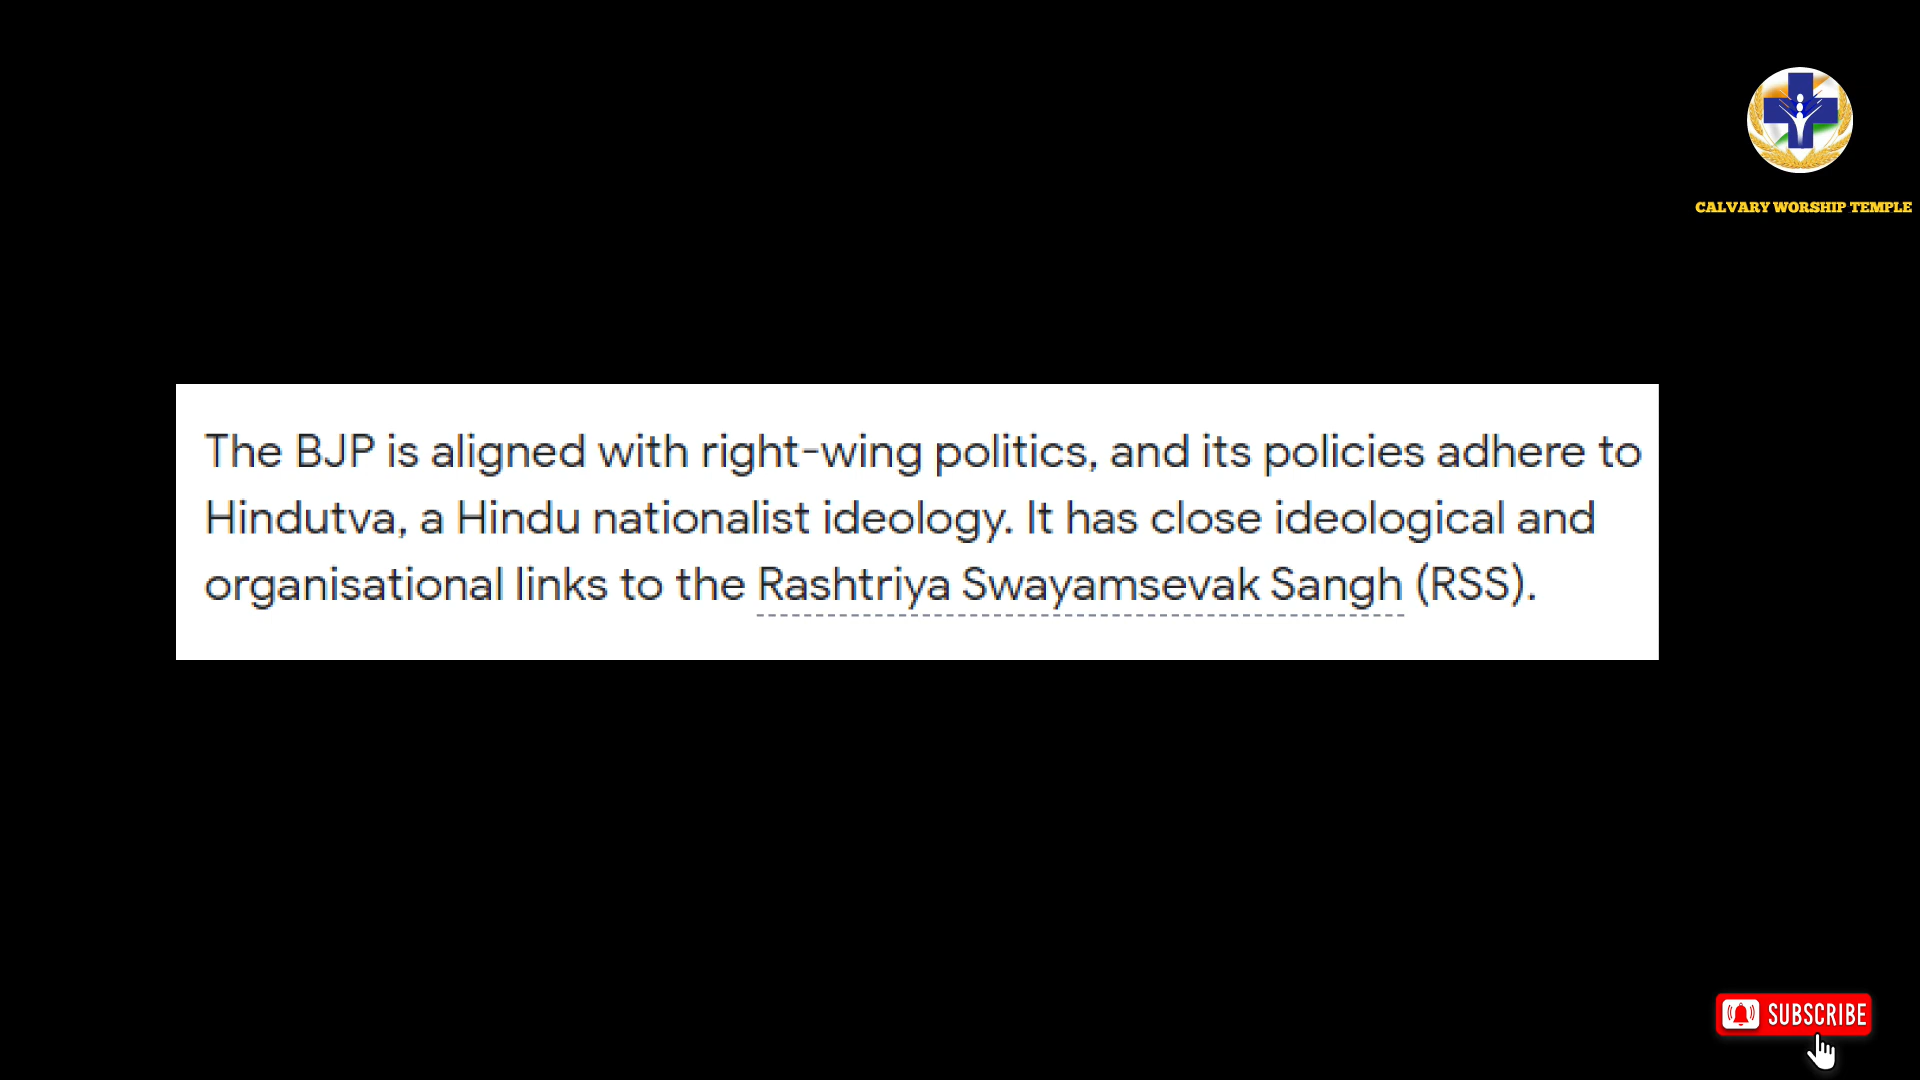 CALVARY WORSHIP TEMPLE
The BJP is aligned with right-wing politics, and its policies adhere to
Hindutva, a Hindu nationalist ideology. It has close ideological and
organisational links to the Rashtriya Swayamsevak Sangh (RSS).
SUBSCRIBE